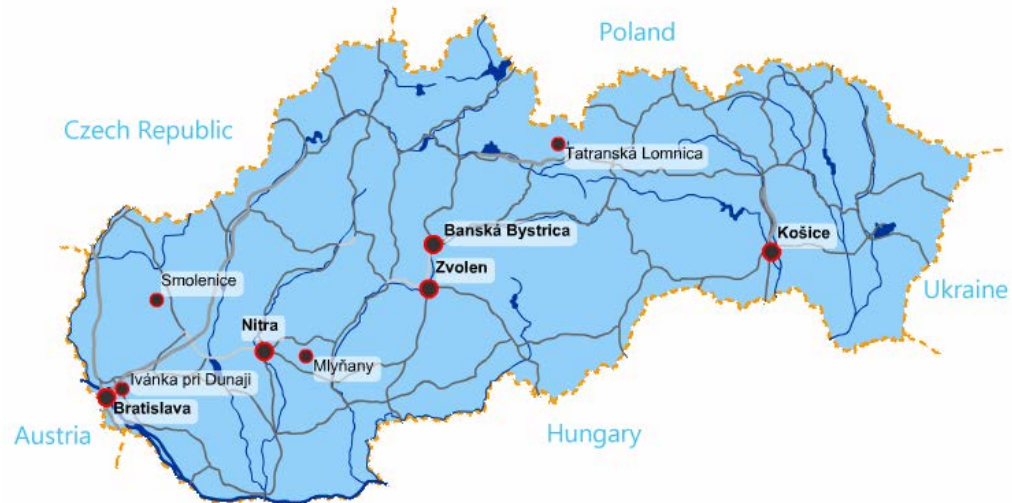 Poland
Czech Republic
Tatranská Lomnica
Banská Bystrica
Košice
Zvolen
Smolenice
Ukraine
Nitra
Mlyňany
Ivánka pri Dunaji
Bratislava
Austria
Hungary